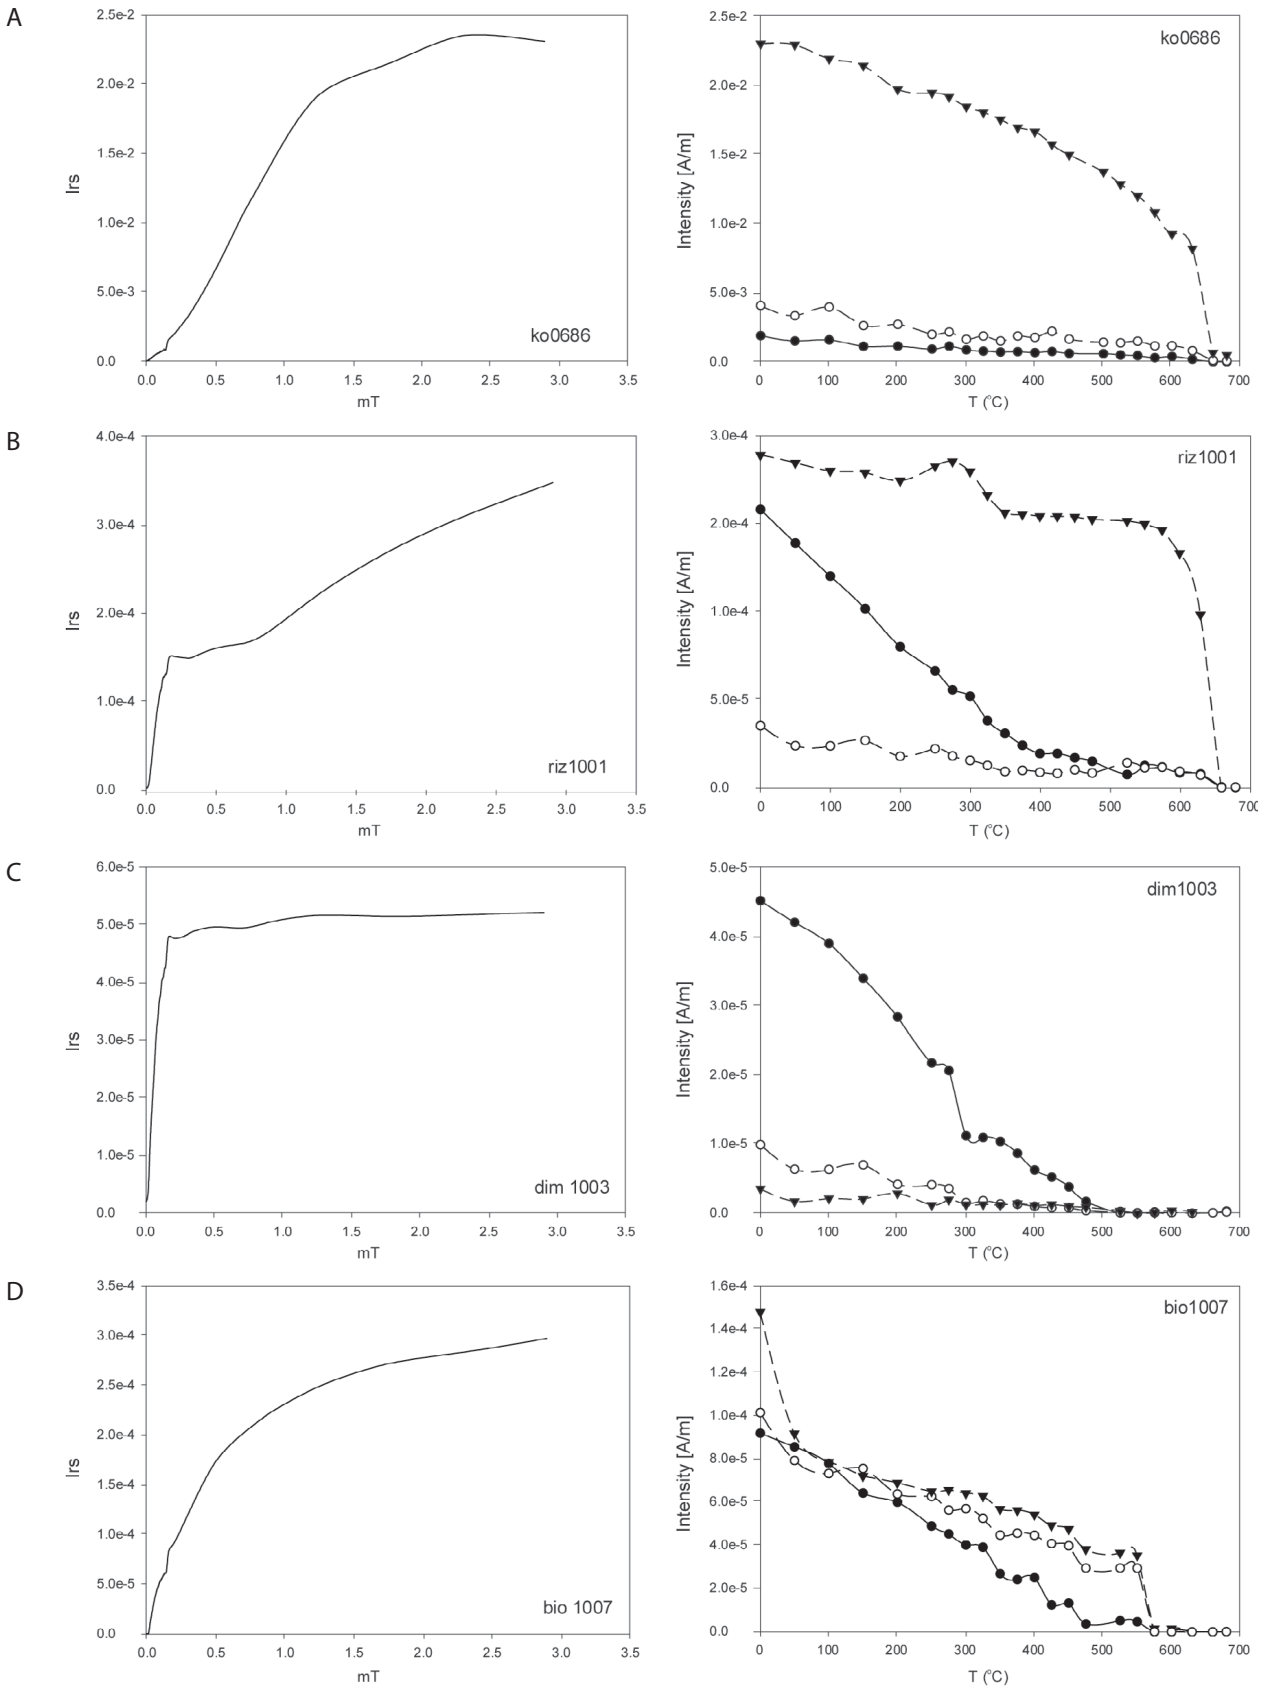 A
2.5e-2
2.0e-2
1.5e-2
1.0e-2
5.0e-3
0.0
Irs
ko0686
0.0 0.5 1.0 1.5 2.0 2.5 3.0 3.5
mT
2.5e-2
2.0e-2
1.5e-2
1.0e-2
5.0e-3
0.0
Intensity [A/m]
ko0686
0 100 200 300 400 500 600 700
T (°C)
B
4.0e-4
3.0e-4
2.0e-4
1.0e-4
0.0
Irs
riz1001
0.0 0.5 1.0 1.5 2.0 2.5 3.0 3.5
mT
3.0e-4
2.0e-4
1.0e-4
5.0e-5
0.0
Intensity [A/m]
riz1001
0 100 200 300 400 500 600 700
T (°C)
C
6.0e-5
5.0e-5
4.0e-5
3.0e-5
2.0e-5
1.0e-5
0.0
Irs
dim 1003
0.0 0.5 1.0 1.5 2.0 2.5 3.0 3.5
mT
5.0e-5
4.0e-5
3.0e-5
2.0e-5
1.0e-5
0.0
Intensity [A/m]
dim1003
0 100 200 300 400 500 600 700
T (°C)
D
3.5e-4
3.0e-4
2.5e-4
2.0e-4
1.5e-4
1.0e-4
5.0e-5
0.0
Irs
bio 1007
0.0 0.5 1.0 1.5 2.0 2.5 3.0 3.5
mT
1.6e-4
1.4e-4
1.2e-4
1.0e-4
8.0e-5
6.0e-5
4.0e-5
2.0e-5
0.0
Intensity [A/m]
bio1007
0 100 200 300 400 500 600 700
T (°C)